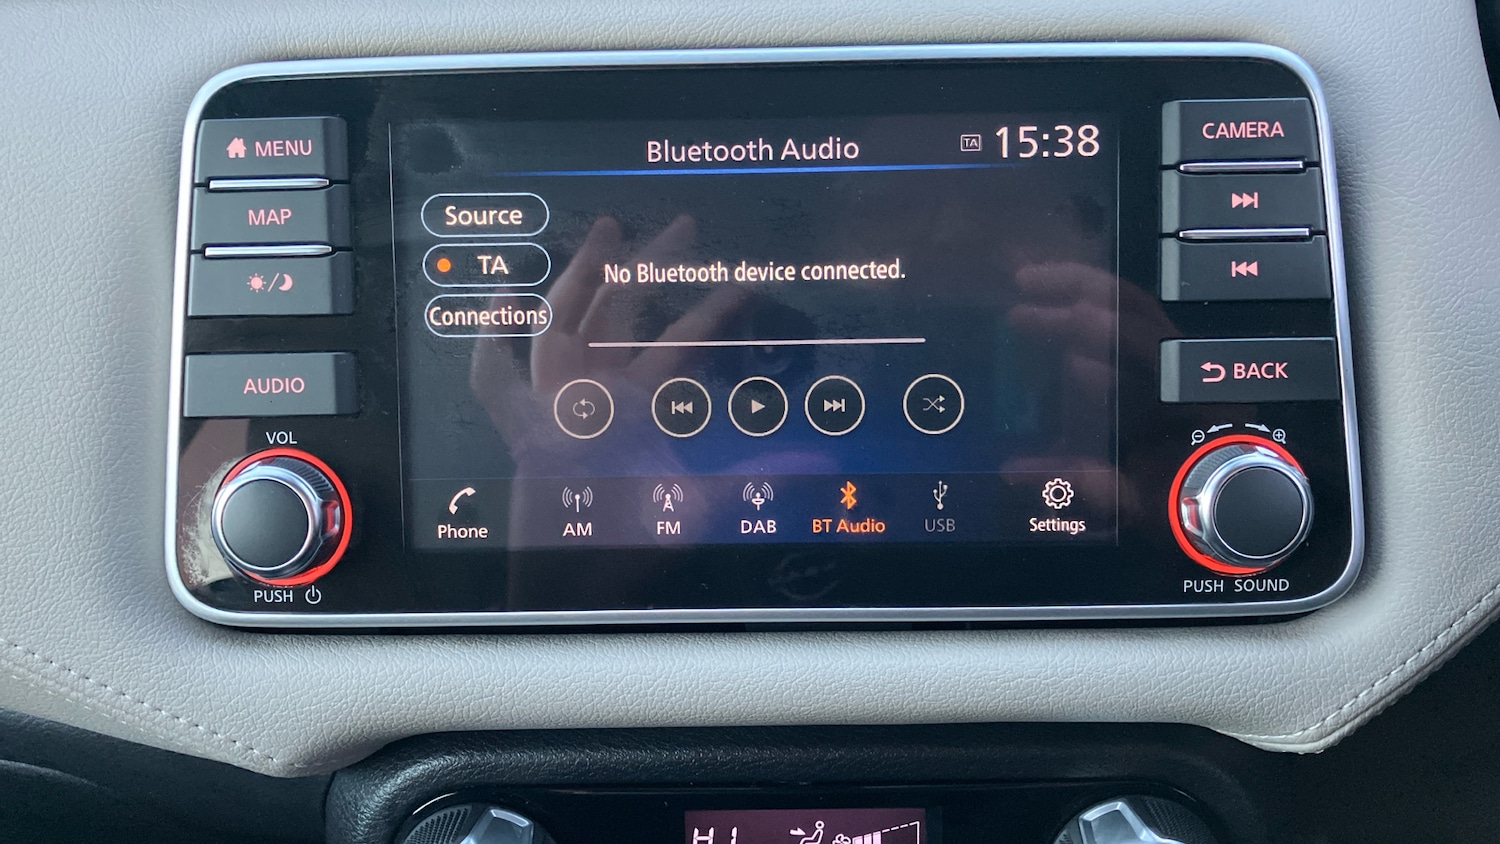 MENU
MAP
AUDIO
VOL
PUSH
Bluetooth Audio
TA
15:38
Source
TA
Connections
No Bluetooth device connected.
Phone
AM
FM
DAB
BT Audio
USB
Settings
CAMERA
BACK
PUSH SOUND
HI